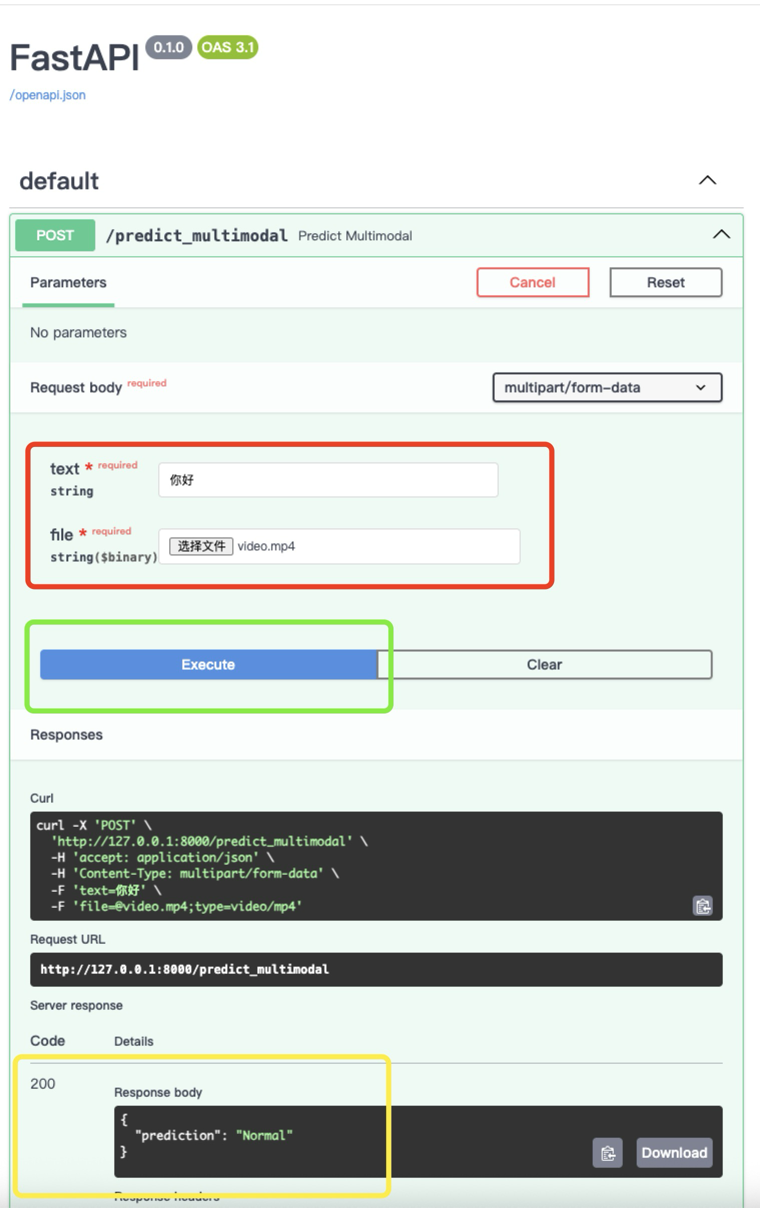 FastAPI 0.1.0 OAS 3.1
/openapi.json
default
POST /predict_multimodal Predict Multimodal
Parameters Cancel Reset
No parameters
Request body required multipart/form-data
text * required
string 你好
file * required
string($binary) 选择文件 video.mp4
Execute Clear
Responses
Curl
curl -X 'POST' \
'http://127.0.0.1:8000/predict_multimodal' \
-H 'accept: application/json' \
-H 'Content-Type: multipart/form-data' \
-F 'text=你好' \
-F 'file=@video.mp4;type=video/mp4'
Request URL
http://127.0.0.1:8000/predict_multimodal
Server response
Code Details
200
Response body
{
"prediction": "Normal"
}
Download
Response headers